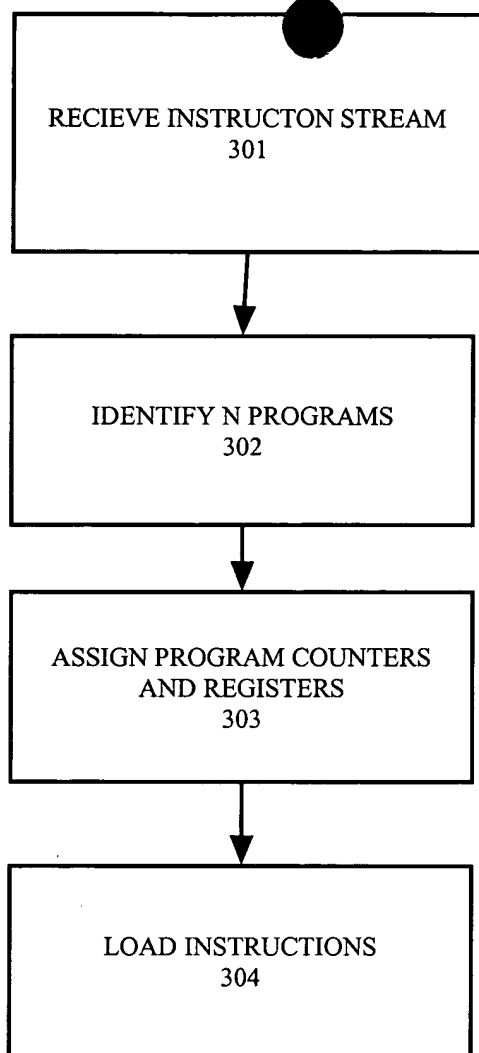 RECIEVE INSTRUCTON STREAM
301
IDENTIFY N PROGRAMS
302
ASSIGN PROGRAM COUNTERS
AND REGISTERS
303
LOAD INSTRUCTIONS
304